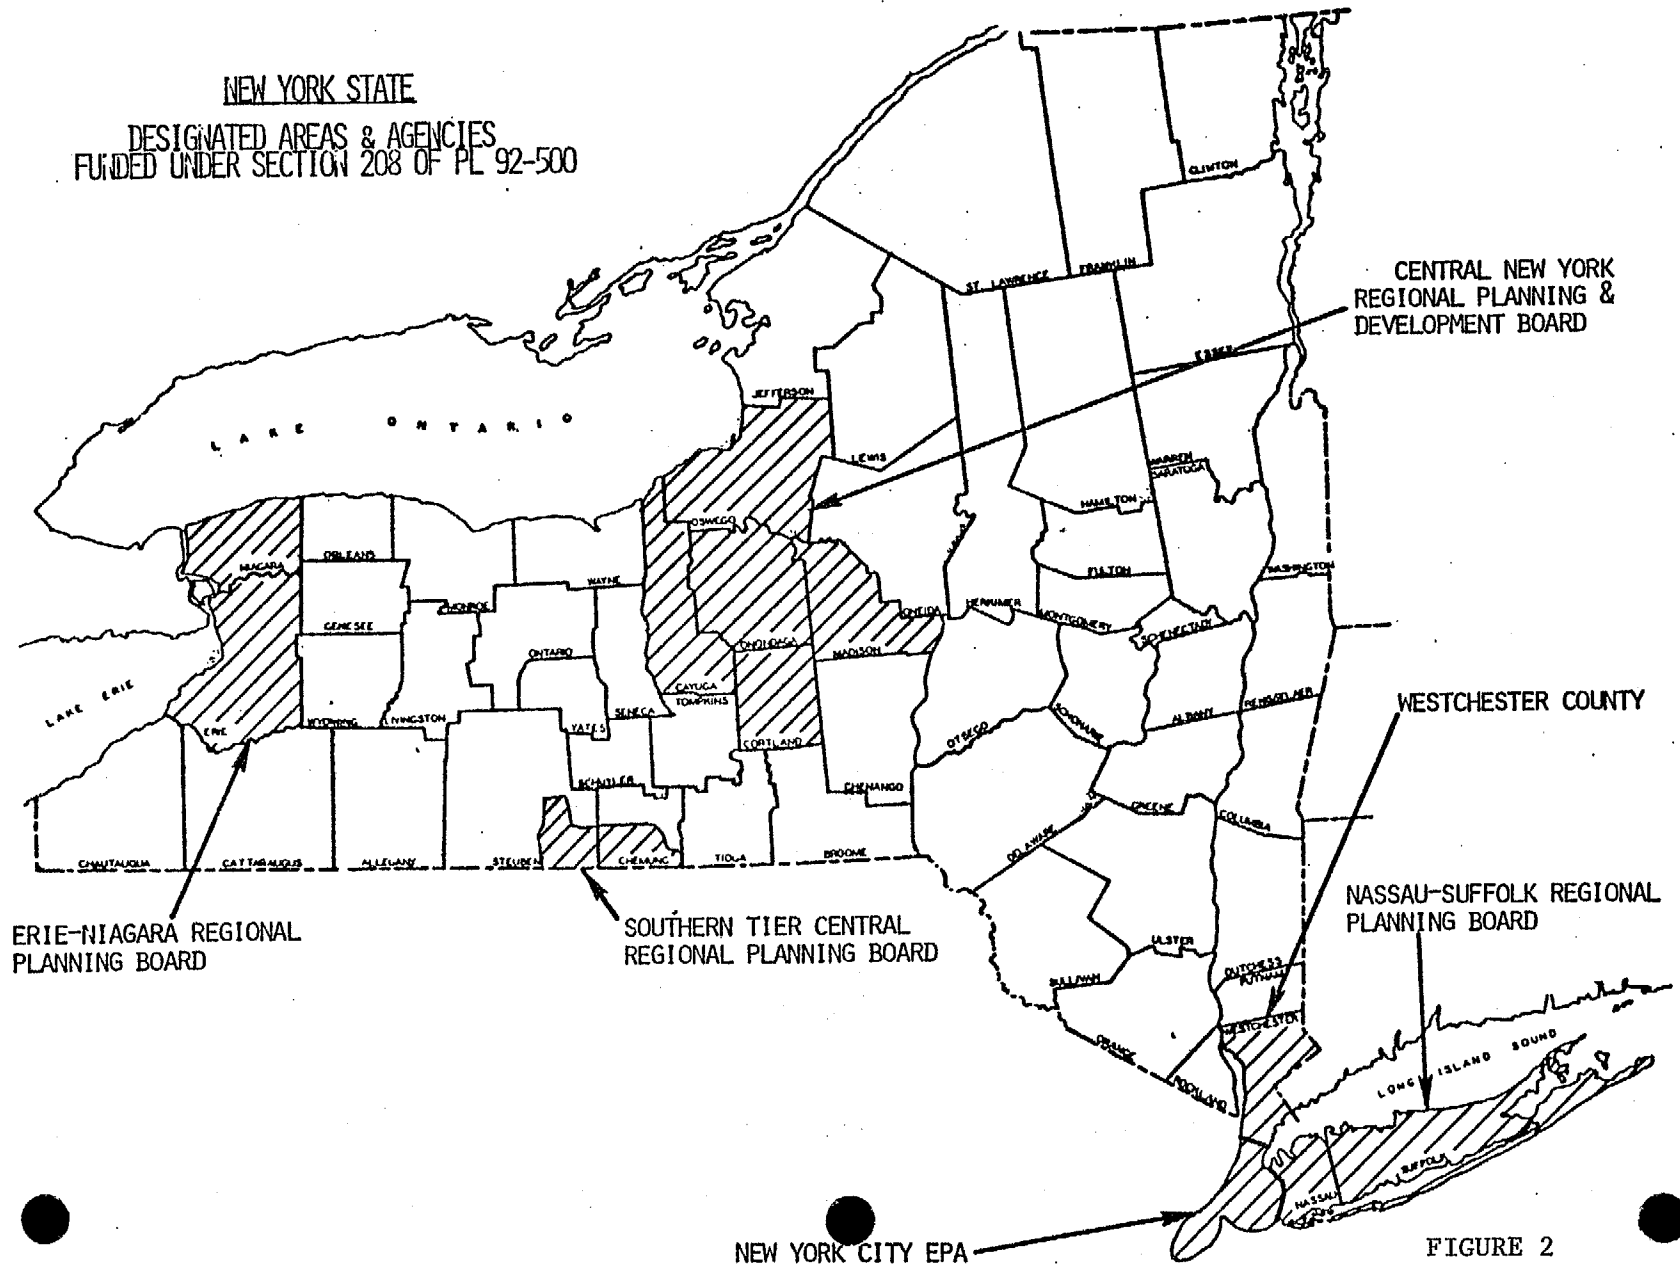 NEW YORK STATE
DESIGNATED AREAS & AGENCIES
FUNDED UNDER SECTION 208 OF PL 92-500
CLINTON
CENTRAL NEW YORK
REGIONAL PLANNING &
DEVELOPMENT BOARD
ST. LAWRENCE
FRANKLIN
ESSEX
JEFFERSON
LAKE ONTARIO
LEWIS
WARREN
SARATOGA
HAMILTON
OSWEGO
ORLEANS
NIAGARA
WAYNE
FULTON
WASHINGTON
MONROE
ONEIDA
HERKIMER
MONTGOMERY
GENESEE
SCHENECTADY
ONTARIO
ONONDAGA
MADISON
LAKE ERIE
CAYUGA
TOMPKINS
RENSSELAER
WESTCHESTER COUNTY
WYOMING
LIVINGSTON
SENECA
YATES
ERIE
CORTLAND
OTSEGO
SCHOHARIE
ALBANY
SCHUYLER
CHENANGO
GREENE
COLUMBIA
DELAWARE
CHAUTAUQUA
CATTARAUGUS
ALLEGANY
STEUBEN
CHEMUNG
TIOGA
BROOME
NASSAU-SUFFOLK REGIONAL
PLANNING BOARD
ERIE-NIAGARA REGIONAL
PLANNING BOARD
SOUTHERN TIER CENTRAL
REGIONAL PLANNING BOARD
ULSTER
DUTCHESS
PUTNAM
SULLIVAN
WESTCHESTER
ORANGE
ROCKLAND
LONG ISLAND SOUND
SUFFOLK
NASSAU
NEW YORK CITY EPA
FIGURE 2